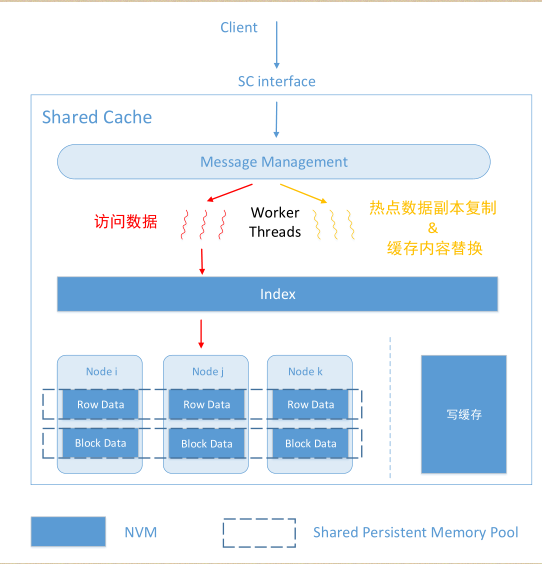 Client
SC interface
Shared Cache
Message Management
访问数据
Worker
Threads
热点数据副本复制
&
缓存内容替换
Index
Node i
Node j
Node k
Row Data
Row Data
Row Data
Block Data
Block Data
Block Data
写缓存
NVM
Shared Persistent Memory Pool